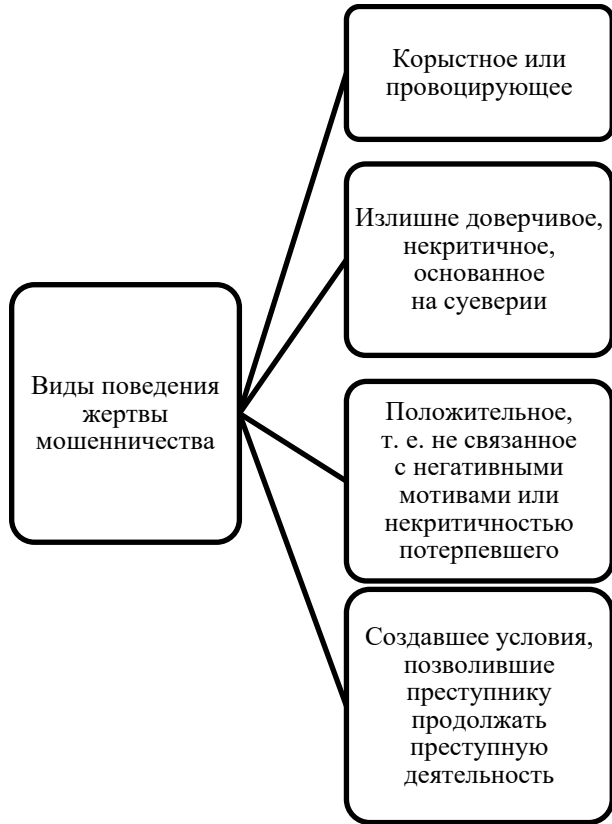 Виды поведения
жертвы
мошенничества
Корыстное или
провоцирующее
Излишне доверчивое,
некритичное,
основанное
на суеверии
Положительное,
т. е. не связанное
с негативными
мотивами или
некритичностью
потерпевшего
Создавшее условия,
позволившие
преступнику
продолжать
преступную
деятельность